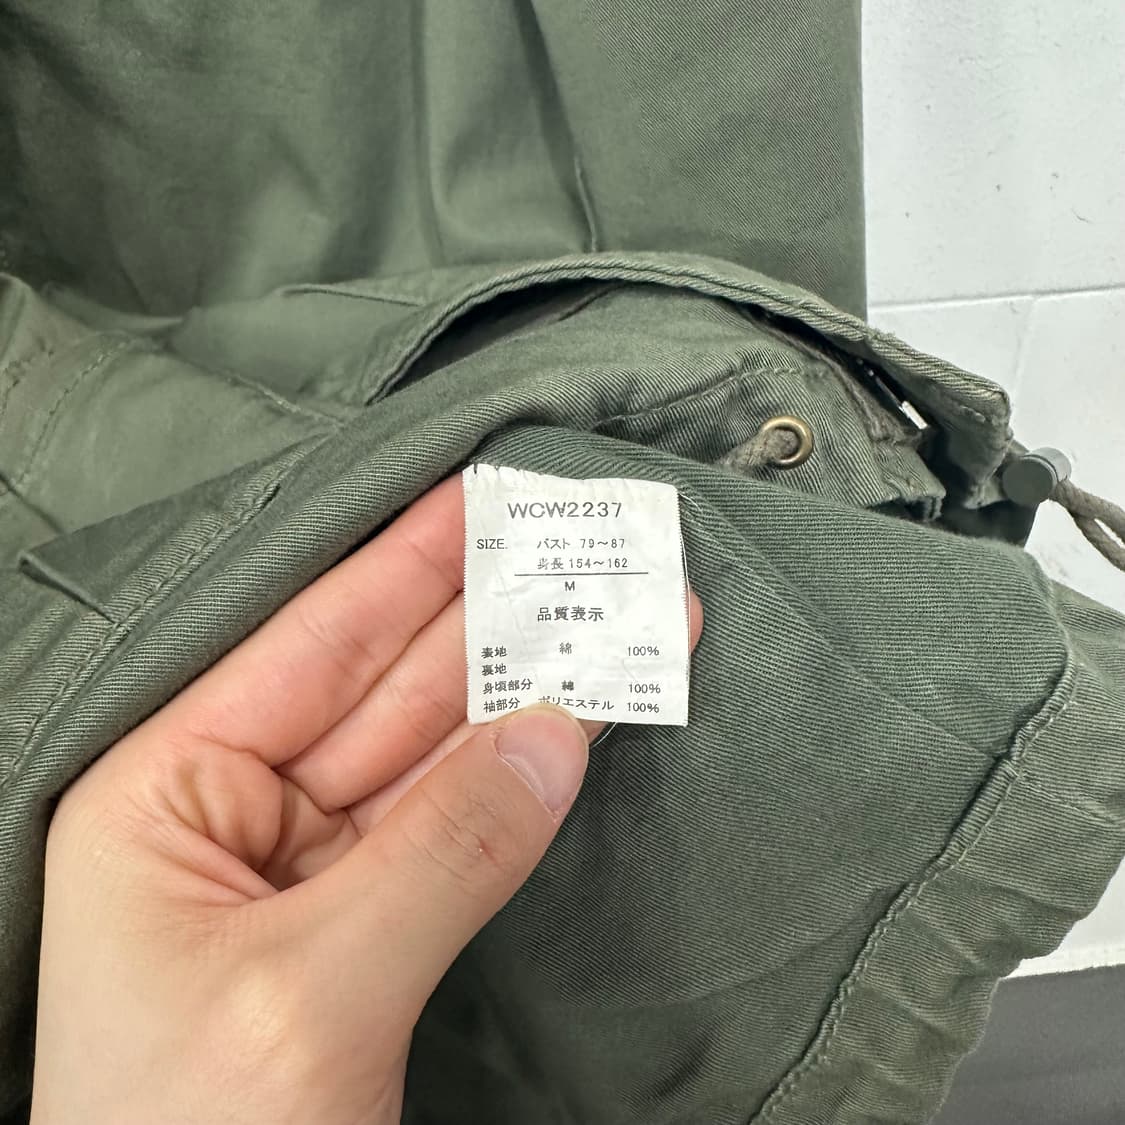 WCW2237
SIZE. バスト 79～87
身長 154～162
M
品質表示
表地 綿 100%
裏地
身頃部分 綿 100%
袖部分 ポリエステル 100%